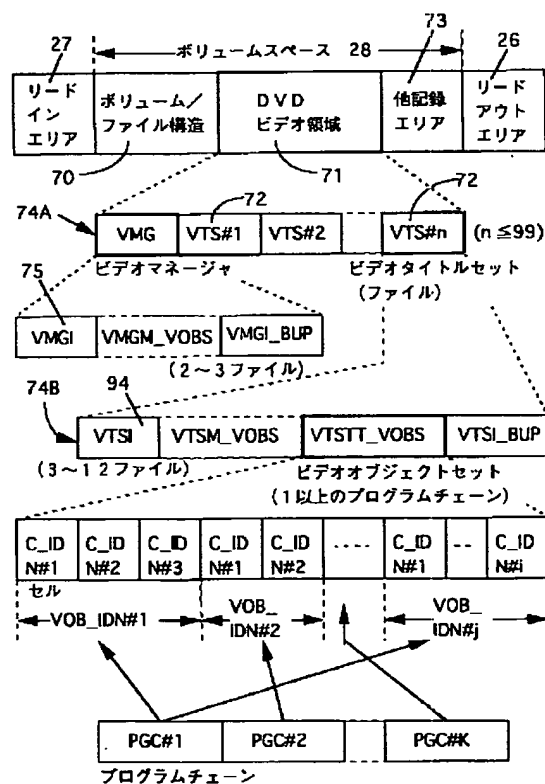 27
ボリュームスペース 28
73
26
リード
イン
エリア
ボリューム/
ファイル構造
DVD
ビデオ領域
他記録
エリア
リード
アウト
エリア
70
71
72
72
74A
VMG
VTS#1
VTS#2
VTS#n
(n ≦99)
ビデオマネージャ
ビデオタイトルセット
(ファイル)
75
VMGI
VMGM_VOBS
VMGI_BUP
(2～3ファイル)
74B
94
VTSI
VTSM_VOBS
VTSTT_VOBS
VTSI_BUP
(3～12ファイル)
ビデオオブジェクトセット
(1以上のプログラムチェーン)
C_ID
N#1
C_ID
N#2
C_ID
N#3
C_ID
N#1
C_ID
N#2
-----
C_ID
N#1
--
C_ID
N#i
セル
VOB_IDN#1
VOB_
IDN#2
VOB_
IDN#j
PGC#1
PGC#2
PGC#K
プログラムチェーン